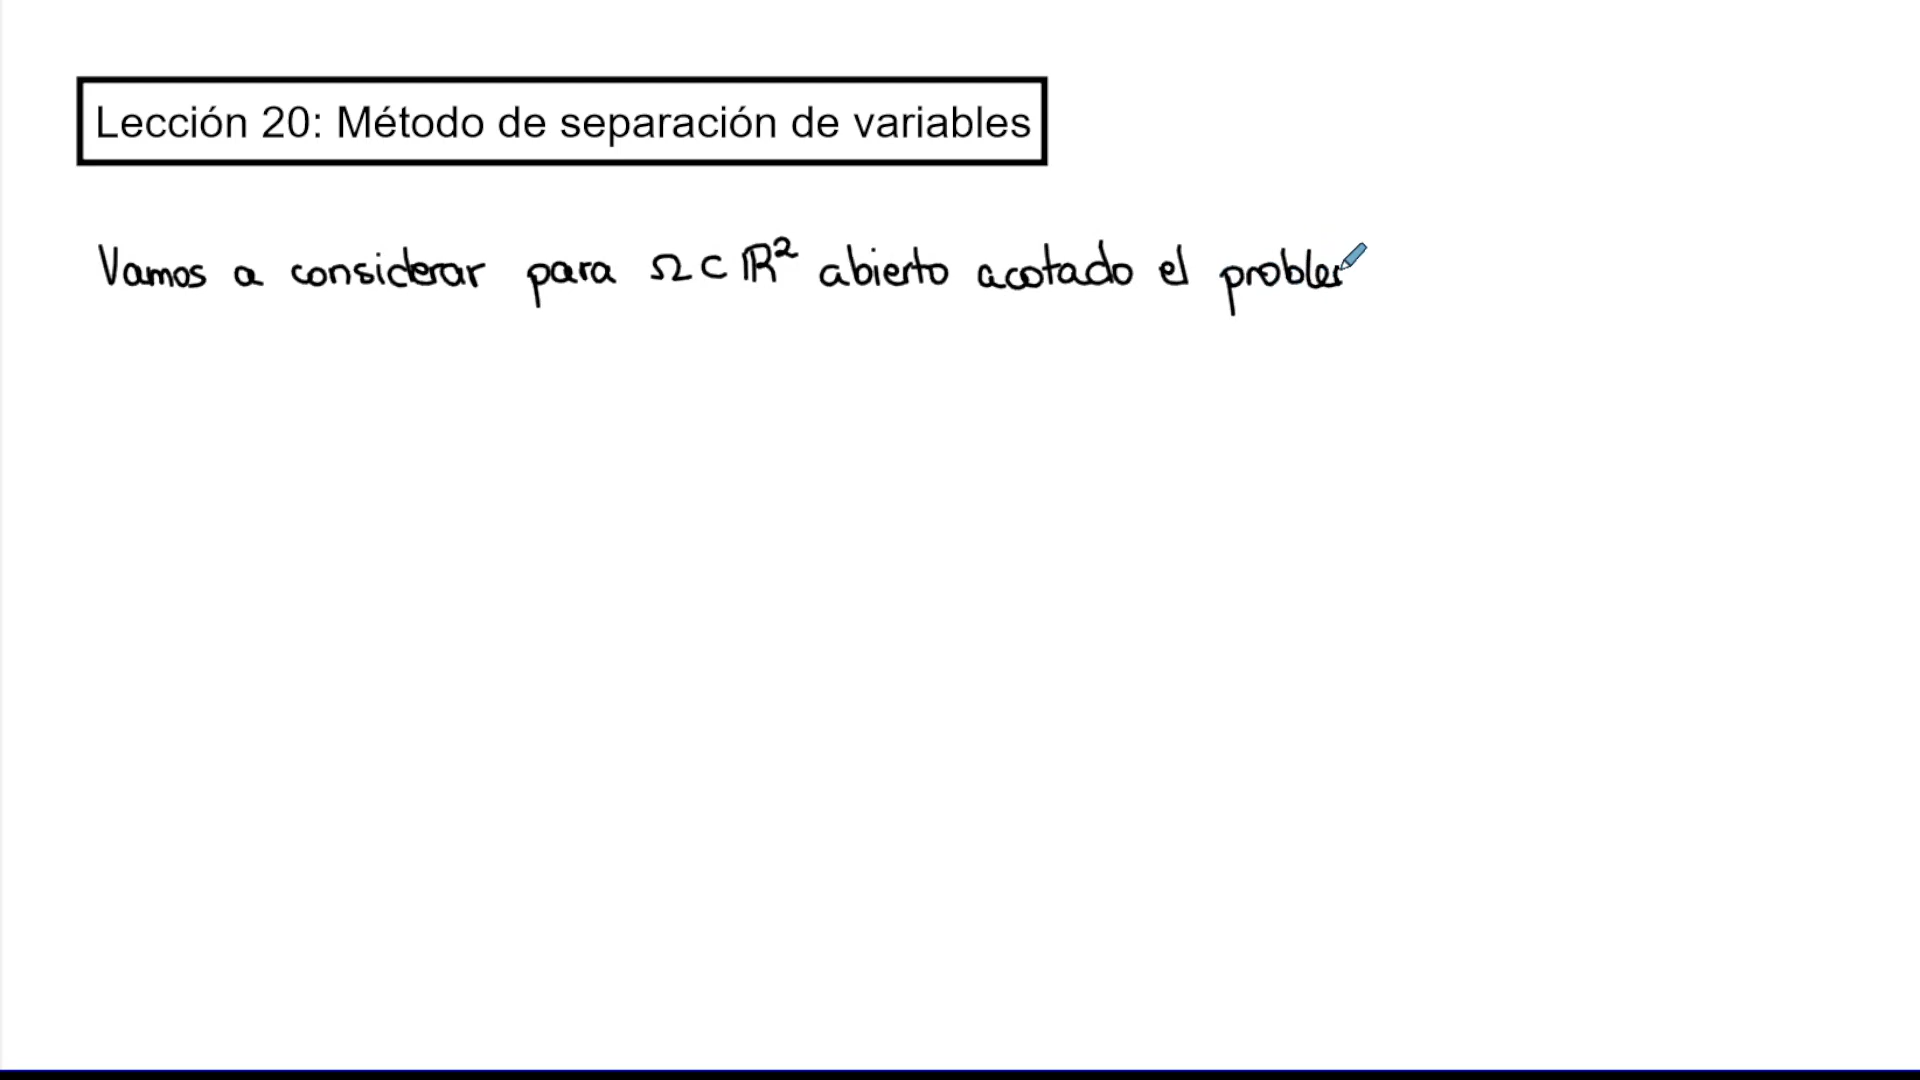 Lección 20: Método de separación de variables
Vamos a considerar para Ω ⊂ ℝ² abierto acotado el probler